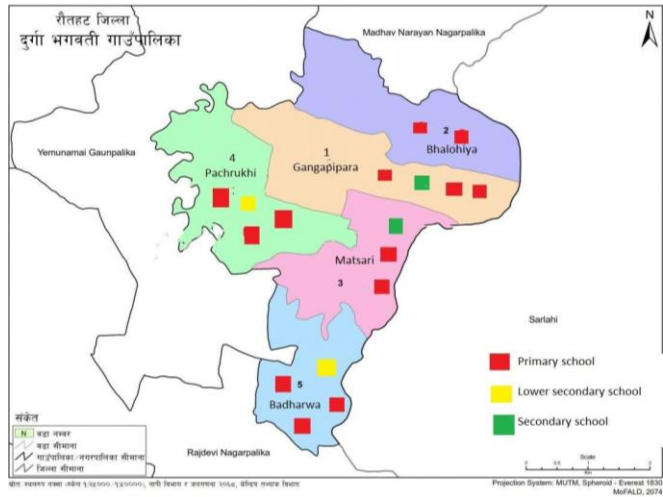 रौतहट जिल्ला
दुर्गा भगवती गाउँपालिका
Madhav Narayan Nagarpalika
N
Yemunamai Gaunpalika
2
Bhalohiya
1
Gangapipara
4
Pachrukhi
Matsari
3
Sarlahi
Primary school
Lower secondary school
Secondary school
5
Badharwa
Rajdevi Nagarpalika
संकेत
N वडा नम्बर
वडा सीमाना
गाउँपालिका/नगरपालिका सीमाना
जिल्ला सीमाना
Scale
Projection System: MUTM, Spheroid - Everest 1830
MoFALD, 2074